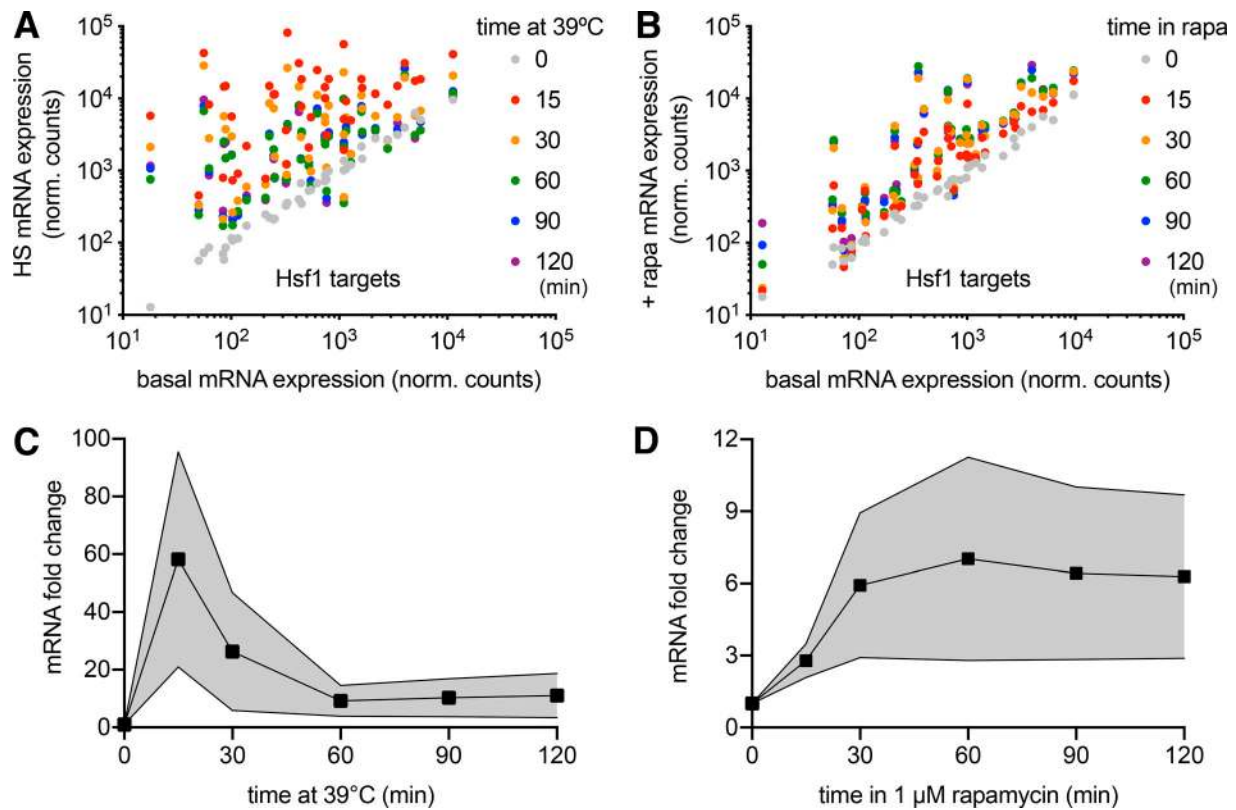 A
B
10⁵
10⁴
10³
10²
10¹
HS mRNA expression
(norm. counts)
Hsf1 targets
10¹
10²
10³
10⁴
10⁵
basal mRNA expression (norm. counts)
time at 39ºC
0
15
30
60
90
120
(min)
10⁵
10⁴
10³
10²
10¹
+ rapa mRNA expression
(norm. counts)
Hsf1 targets
10¹
10²
10³
10⁴
10⁵
basal mRNA expression (norm. counts)
time in rapa
0
15
30
60
90
120
(min)
C
D
100
80
60
40
20
0
mRNA fold change
0
30
60
90
120
time at 39°C (min)
12
9
6
3
0
mRNA fold change
0
30
60
90
120
time in 1 µM rapamycin (min)